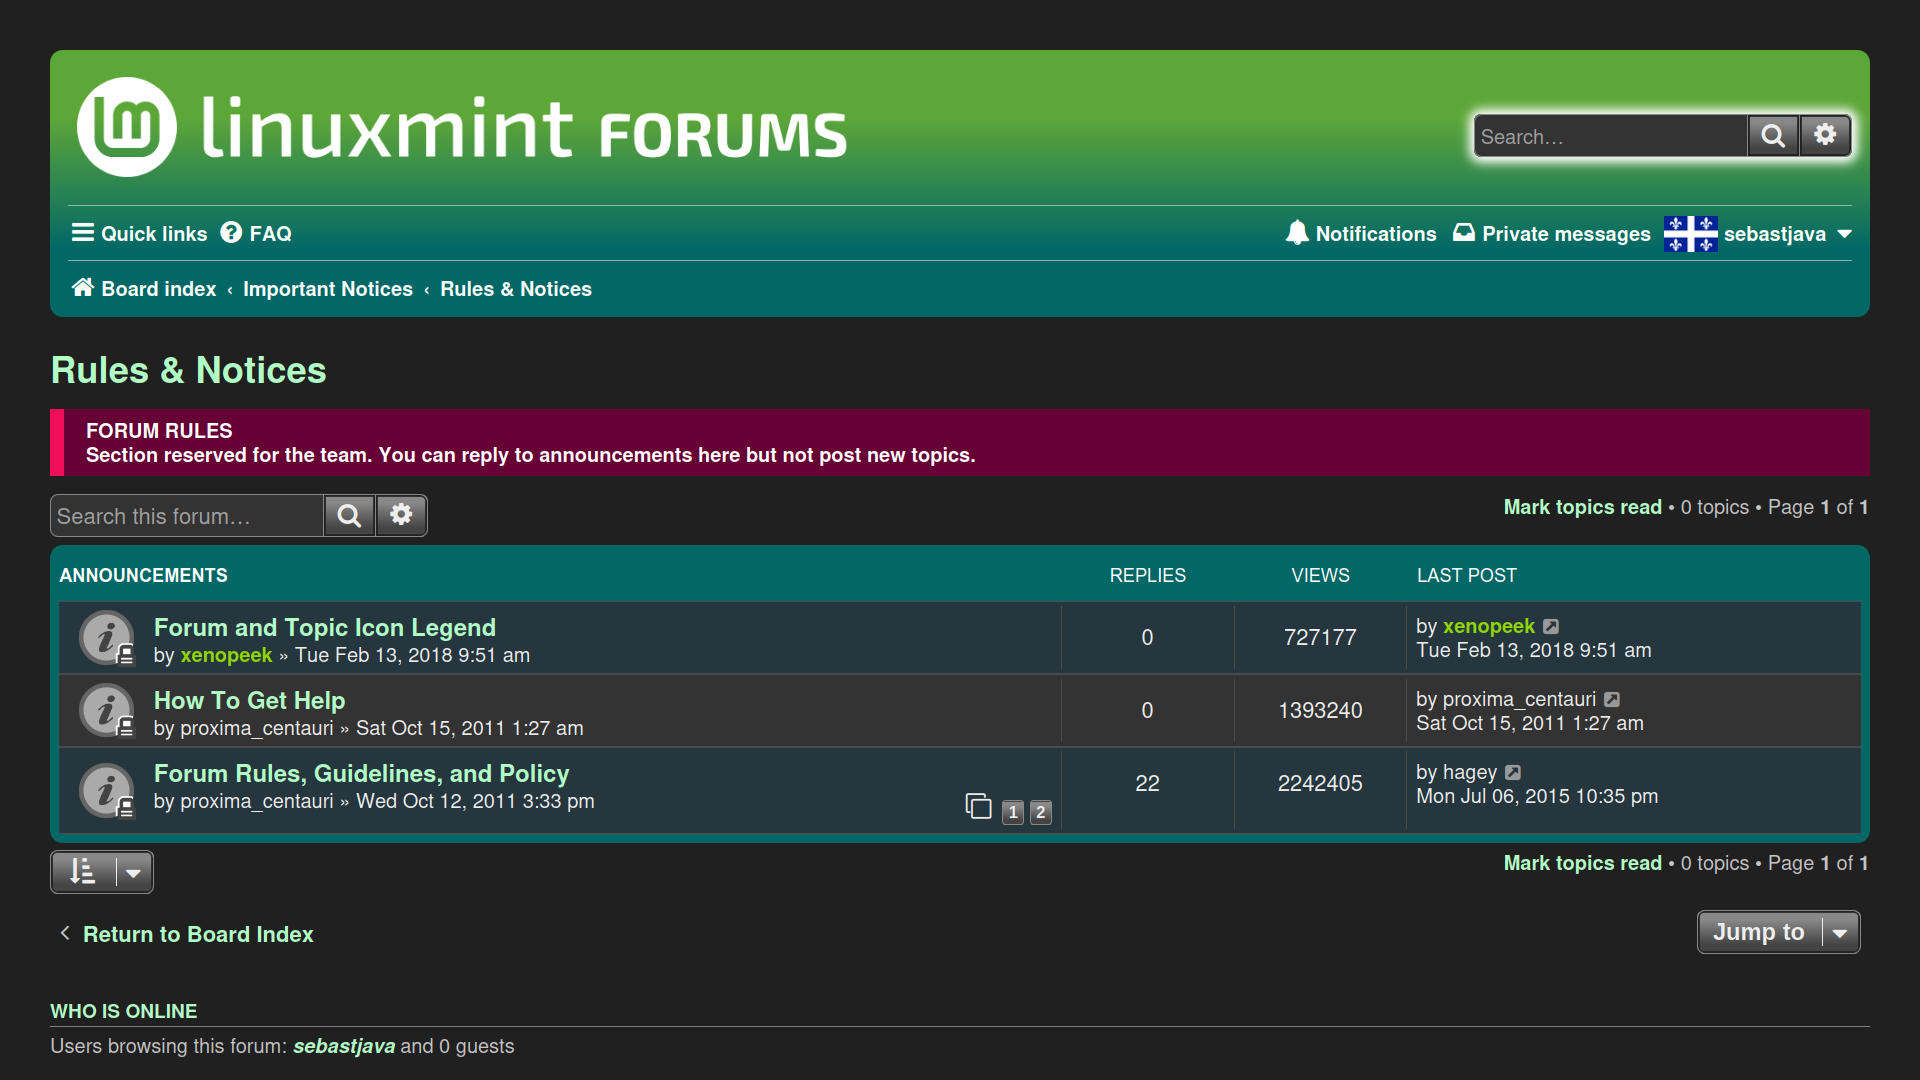 linuxmint FORUMS
Search…
Quick links FAQ
Notifications Private messages sebastjava
Board index ‹ Important Notices ‹ Rules & Notices
Rules & Notices
FORUM RULES
Section reserved for the team. You can reply to announcements here but not post new topics.
Search this forum…
Mark topics read • 0 topics • Page 1 of 1
ANNOUNCEMENTS REPLIES VIEWS LAST POST
Forum and Topic Icon Legend
by xenopeek » Tue Feb 13, 2018 9:51 am
0
727177
by xenopeek
Tue Feb 13, 2018 9:51 am
How To Get Help
by proxima_centauri » Sat Oct 15, 2011 1:27 am
0
1393240
by proxima_centauri
Sat Oct 15, 2011 1:27 am
Forum Rules, Guidelines, and Policy
by proxima_centauri » Wed Oct 12, 2011 3:33 pm
1 2
22
2242405
by hagey
Mon Jul 06, 2015 10:35 pm
Mark topics read • 0 topics • Page 1 of 1
Return to Board Index
Jump to
WHO IS ONLINE
Users browsing this forum: sebastjava and 0 guests